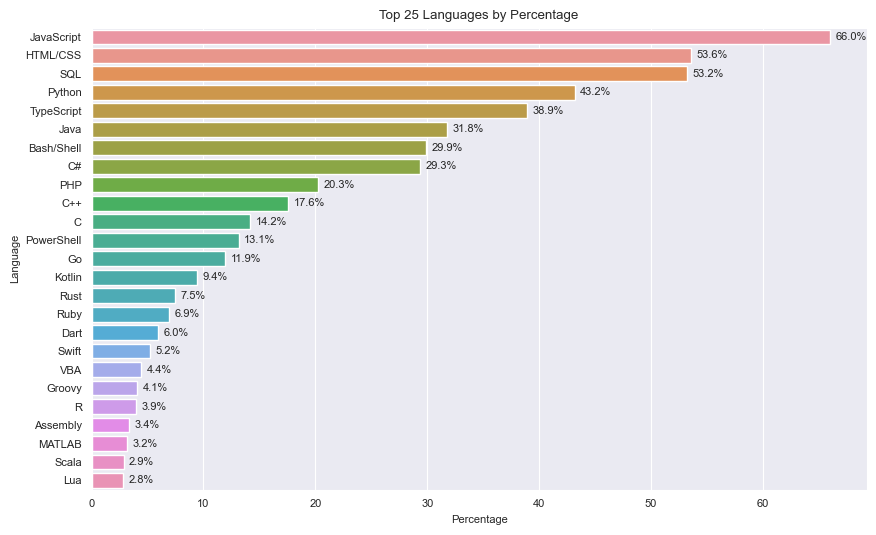 Top 25 Languages by Percentage
JavaScript 66.0%
HTML/CSS 53.6%
SQL 53.2%
Python 43.2%
TypeScript 38.9%
Java 31.8%
Bash/Shell 29.9%
C# 29.3%
PHP 20.3%
C++ 17.6%
C 14.2%
PowerShell 13.1%
Go 11.9%
Kotlin 9.4%
Rust 7.5%
Ruby 6.9%
Dart 6.0%
Swift 5.2%
VBA 4.4%
Groovy 4.1%
R 3.9%
Assembly 3.4%
MATLAB 3.2%
Scala 2.9%
Lua 2.8%
Language
0 10 20 30 40 50 60
Percentage